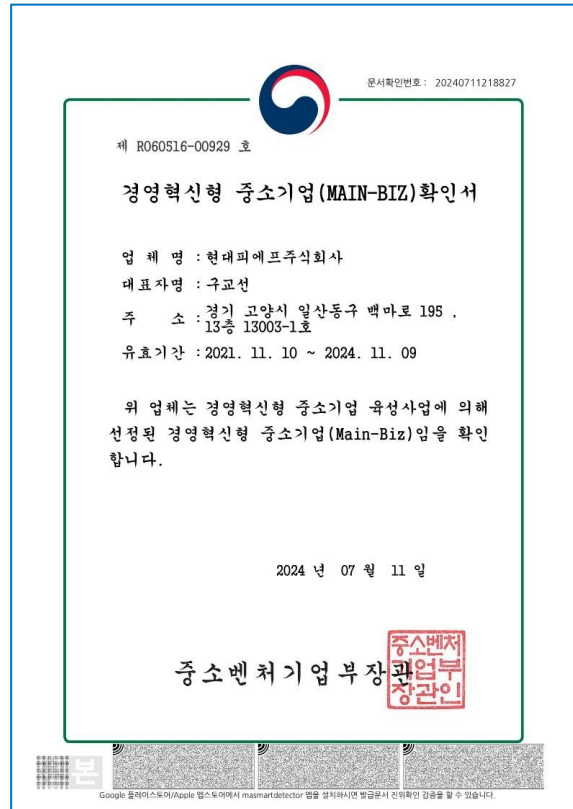 문서확인번호 : 20240711218827
제 R060516-00929 호
경영혁신형 중소기업(MAIN-BIZ)확인서
업 체 명 : 현대피에프주식회사
대표자명 : 구교선
주 소 : 경기 고양시 일산동구 백마로 195 ,
13층 13003-1호
유효기간 : 2021. 11. 10 ~ 2024. 11. 09
위 업체는 경영혁신형 중소기업 육성사업에 의해
선정된 경영혁신형 중소기업(Main-Biz)임을 확인
합니다.
2024 년 07 월 11 일
중소벤처기업부장관
중소벤처
기업부
장관인
본
Google 플레이스토어/Apple 앱스토어에서 masmartdetector 앱을 설치하시면 발급문서 진위확인 검증을 할 수 있습니다.